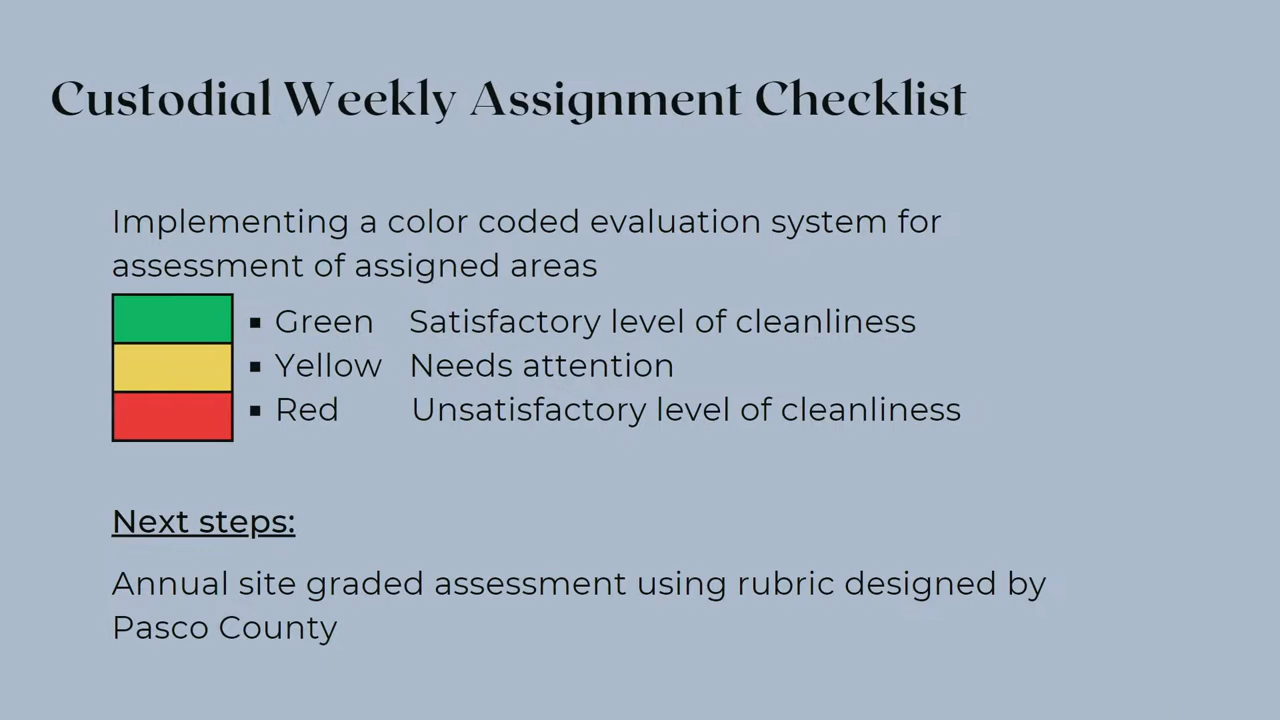 Custodial Weekly Assignment Checklist
Implementing a color coded evaluation system for
assessment of assigned areas
▪ Green Satisfactory level of cleanliness
▪ Yellow Needs attention
▪ Red Unsatisfactory level of cleanliness
Next steps:
Annual site graded assessment using rubric designed by
Pasco County